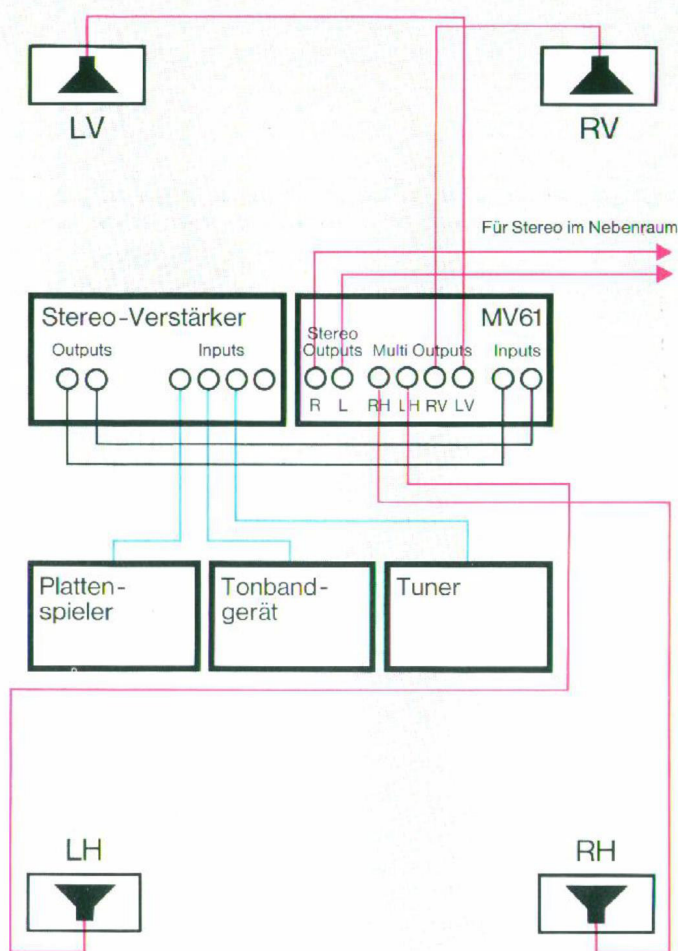 LV
RV
Für Stereo im Nebenraum
Stereo-Verstärker
Outputs
Inputs
MV61
Stereo
Outputs
Multi Outputs
Inputs
R
L
RH
LH
RV
LV
Platten-
spieler
Tonband-
gerät
Tuner
LH
RH